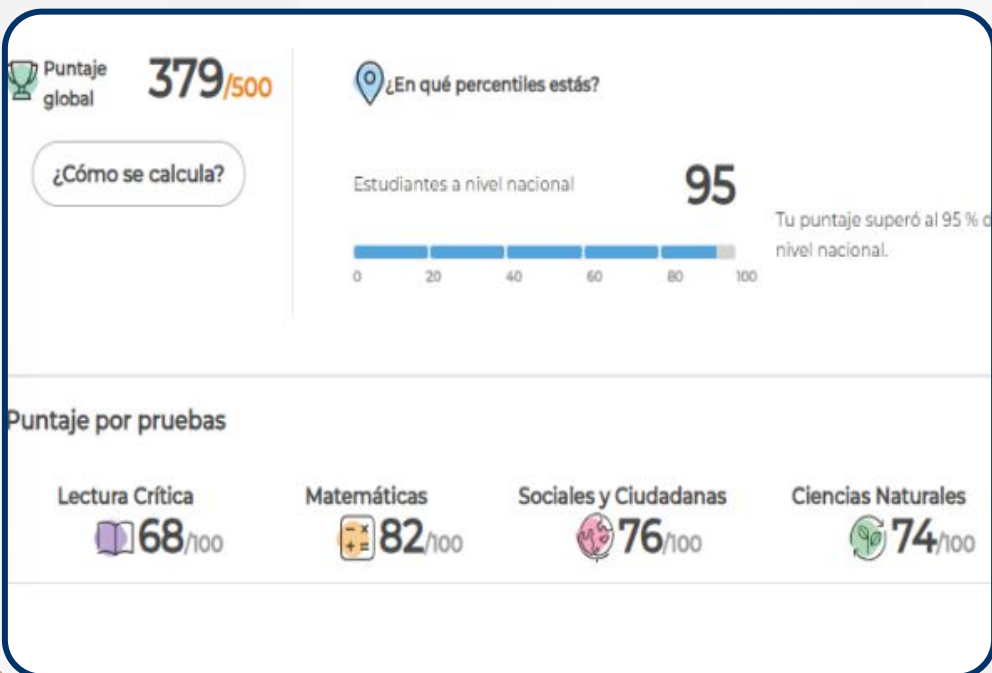 Puntaje global 379/500
¿Cómo se calcula?
¿En qué percentiles estás?
Estudiantes a nivel nacional 95
0 20 40 60 80 100
Tu puntaje superó al 95 % d
nivel nacional.
Puntaje por pruebas
Lectura Crítica
68/100
Matemáticas
82/100
Sociales y Ciudadanas
76/100
Ciencias Naturales
74/100